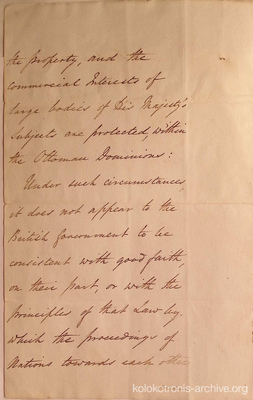 the property, and the
commercial Interests of
large bodies of His Majesty's
Subjects are protected, within
the Ottoman Dominions:
Under such circumstances,
it does not appear to the
British Government to be
consistent with good faith,
on their part, or with the
principles of that Law by
which the proceedings of
Nations towards each other
kolokotronis-archive.org